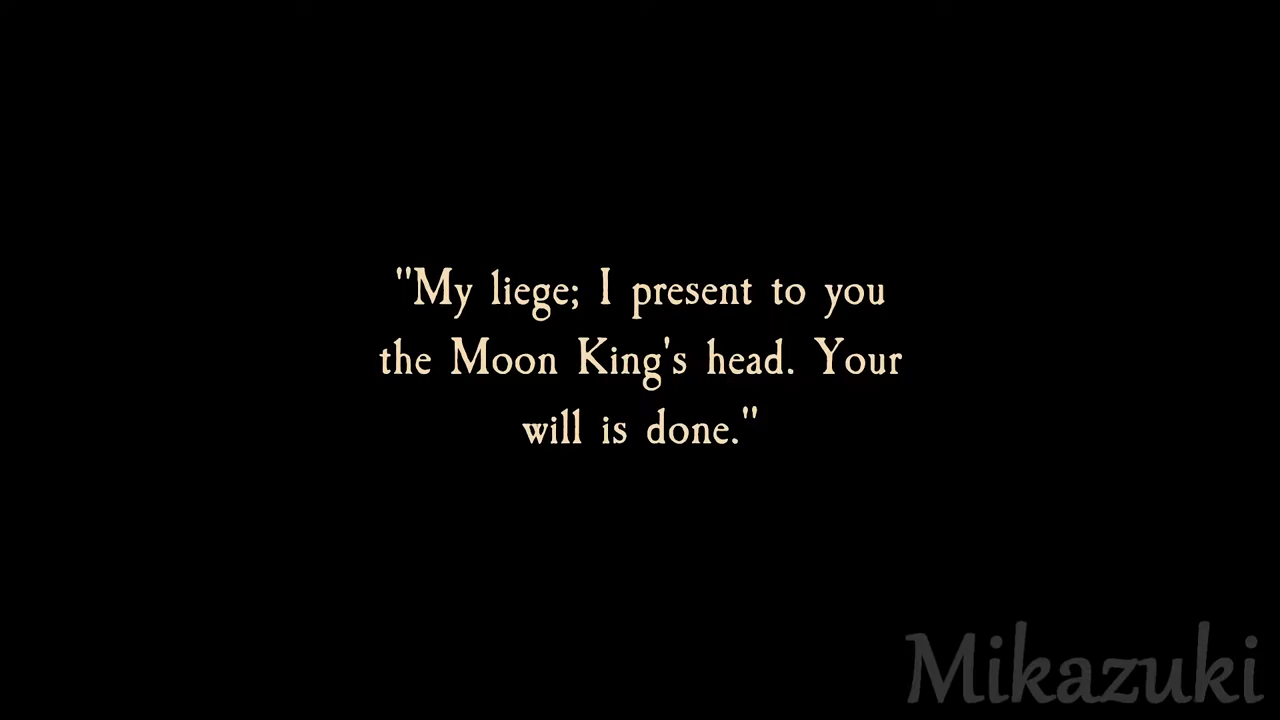 "My liege; I present to you
the Moon King's head. Your
will is done."
Mikazuki